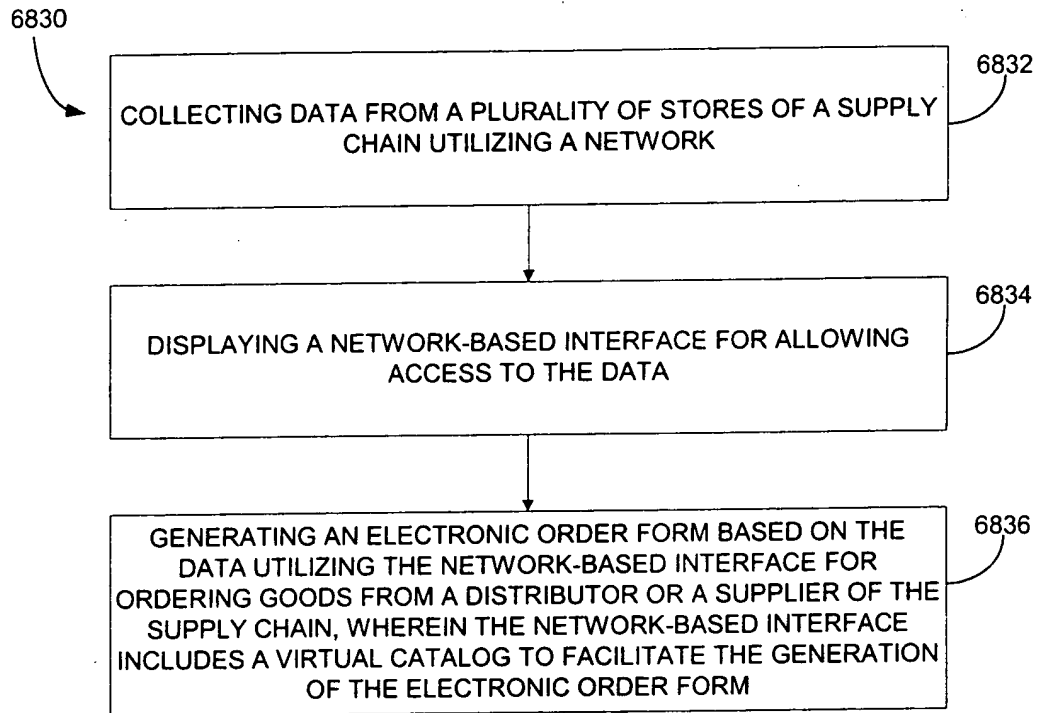 6830
6832
COLLECTING DATA FROM A PLURALITY OF STORES OF A SUPPLY
CHAIN UTILIZING A NETWORK
6834
DISPLAYING A NETWORK-BASED INTERFACE FOR ALLOWING
ACCESS TO THE DATA
6836
GENERATING AN ELECTRONIC ORDER FORM BASED ON THE
DATA UTILIZING THE NETWORK-BASED INTERFACE FOR
ORDERING GOODS FROM A DISTRIBUTOR OR A SUPPLIER OF THE
SUPPLY CHAIN, WHEREIN THE NETWORK-BASED INTERFACE
INCLUDES A VIRTUAL CATALOG TO FACILITATE THE GENERATION
OF THE ELECTRONIC ORDER FORM